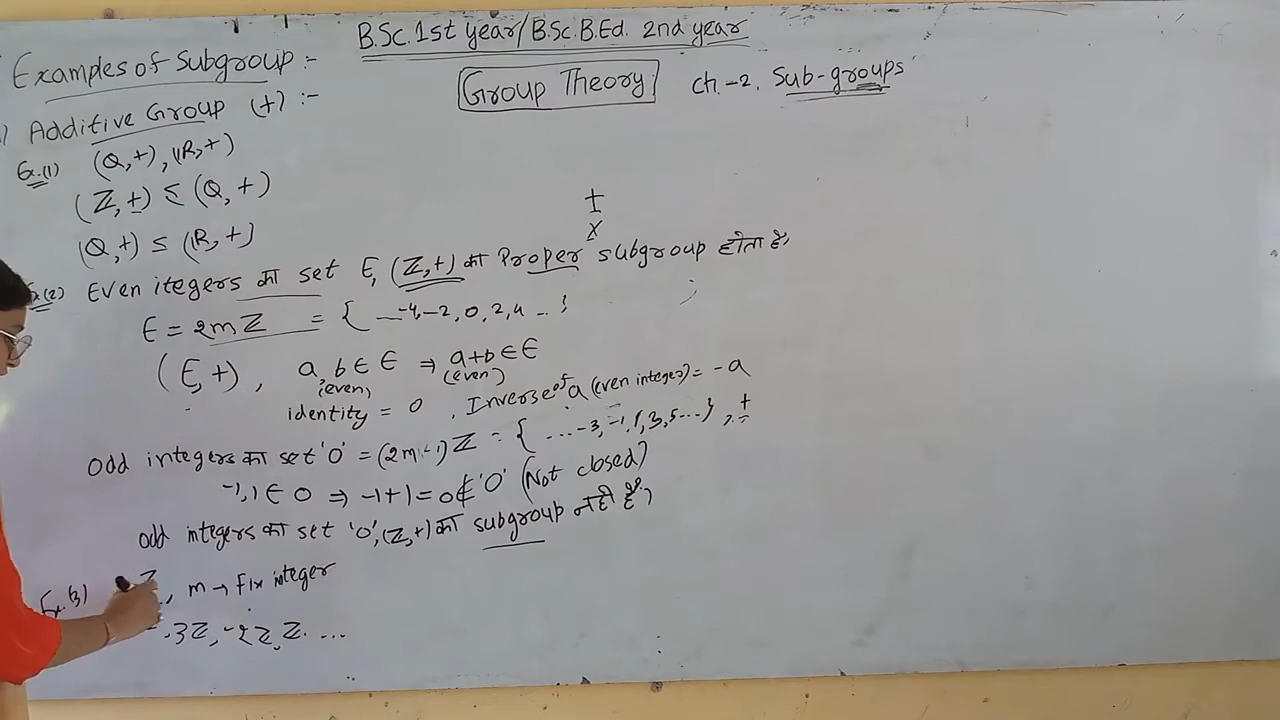 B.Sc. 1st year/B.Sc.B.Ed. 2nd year
Examples of Subgroup :-
Group Theory ch.-2. Sub-groups
) Additive Group (+) :-
Ex.(1) (Q,+), (R,+)
(Z,+) ≤ (Q,+)
(Q,+) ≤ (R,+)
+
x
Ex(2) Even itegers का set E, (Z,+) का Proper subgroup होता है,
E = 2mZ = { ...-4,-2,0,2,4 ... }
(E,+), a,b∈E ⇒ a+b∈E
(even) (even)
identity = 0 , Inverse of a (even integer) = -a
odd integers का set 'O' = (2m+1)Z = { ...-3,-1,1,3,5...} , +
-1,1∈O ⇒ -1+1=0∉'O' (Not closed)
odd integers का set 'O',(Z,+) का subgroup नही है,
Ex.(3) Z, m→Fix integer
-3Z,-2Z,Z. ...